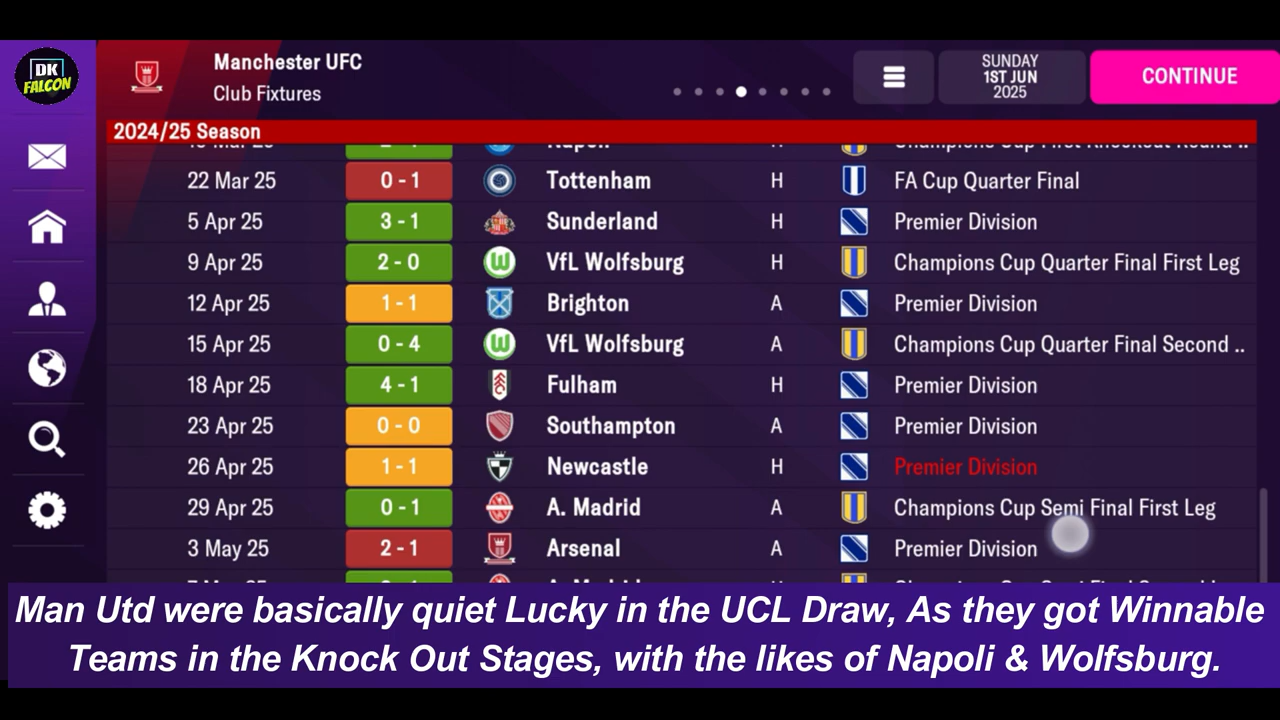 DK
FALCON
Manchester UFC
Club Fixtures
SUNDAY
1ST JUN
2025
CONTINUE
2024/25 Season
Napoli
22 Mar 25 0 - 1 Tottenham H FA Cup Quarter Final
5 Apr 25 3 - 1 Sunderland H Premier Division
9 Apr 25 2 - 0 VfL Wolfsburg H Champions Cup Quarter Final First Leg
12 Apr 25 1 - 1 Brighton A Premier Division
15 Apr 25 0 - 4 VfL Wolfsburg A Champions Cup Quarter Final Second ..
18 Apr 25 4 - 1 Fulham H Premier Division
23 Apr 25 0 - 0 Southampton A Premier Division
26 Apr 25 1 - 1 Newcastle H Premier Division
29 Apr 25 0 - 1 A. Madrid A Champions Cup Semi Final First Leg
3 May 25 2 - 1 Arsenal A Premier Division
Man Utd were basically quiet Lucky in the UCL Draw, As they got Winnable
Teams in the Knock Out Stages, with the likes of Napoli & Wolfsburg.